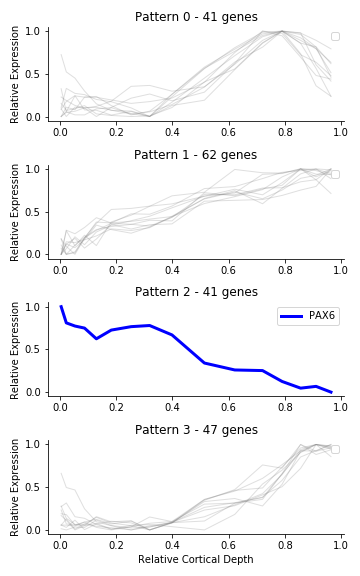 Pattern 0 - 41 genes
Relative Expression
1.0
0.5
0.0
0.0 0.2 0.4 0.6 0.8 1.0
Pattern 1 - 62 genes
Relative Expression
1.0
0.5
0.0
0.0 0.2 0.4 0.6 0.8 1.0
Pattern 2 - 41 genes
Relative Expression
1.0
0.5
0.0
PAX6
0.0 0.2 0.4 0.6 0.8 1.0
Pattern 3 - 47 genes
Relative Expression
1.0
0.5
0.0
0.0 0.2 0.4 0.6 0.8 1.0
Relative Cortical Depth